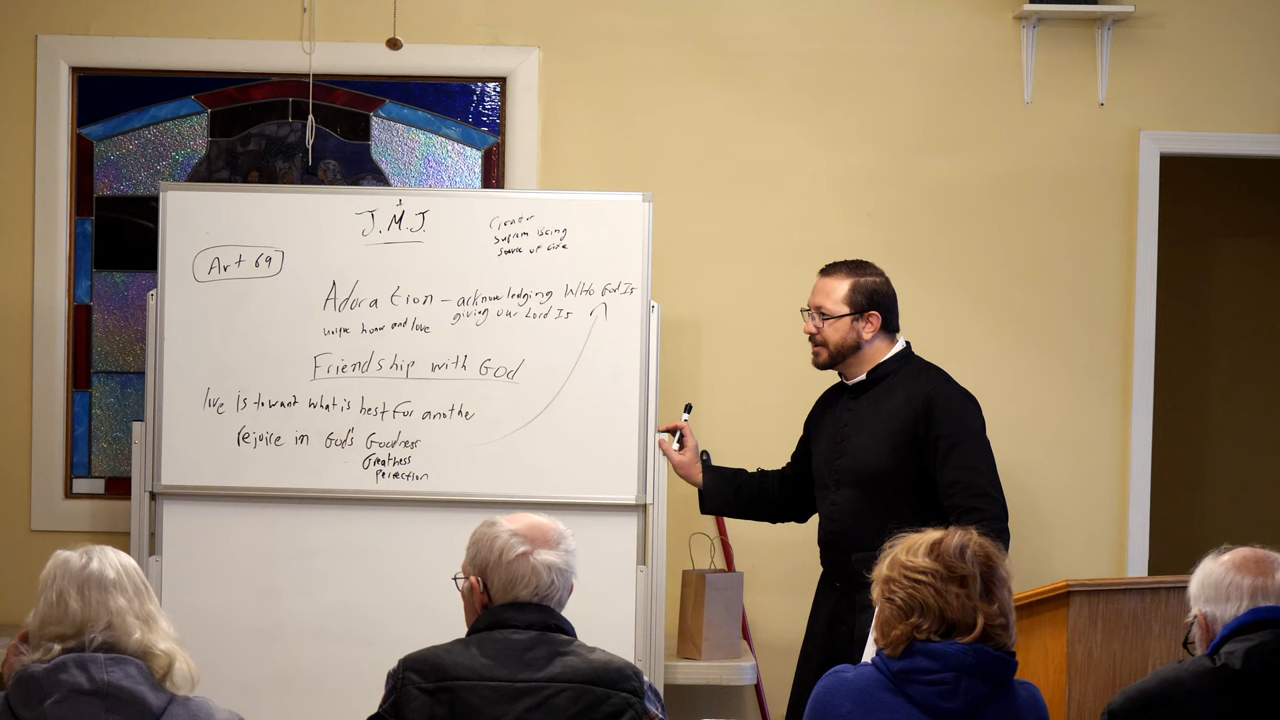 J.M.J.
Creator
Suprem Being
Source of Life
Art 69
Adoration – acknowledging WHo God Is
unique honor and love giving our Lord Is
Friendship with God
love is to want what is best for another
rejoice in God's Goodness
Greatness
Perfection